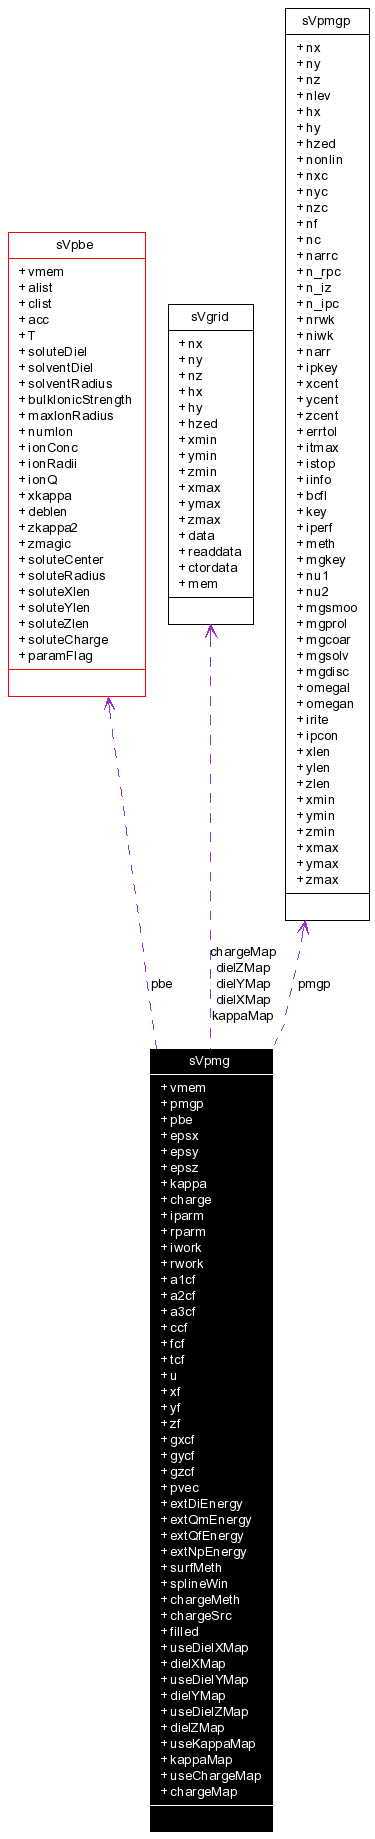 sVpmgp
+ nx
+ ny
+ nz
+ nlev
+ hx
+ hy
+ hzed
+ nonlin
+ nxc
+ nyc
+ nzc
+ nf
+ nc
+ narrc
+ n_rpc
+ n_iz
+ n_ipc
+ nrwk
+ niwk
+ narr
+ ipkey
+ xcent
+ ycent
+ zcent
+ errtol
+ itmax
+ istop
+ iinfo
+ bcfl
+ key
+ iperf
+ meth
+ mgkey
+ nu1
+ nu2
+ mgsmoo
+ mgprol
+ mgcoar
+ mgsolv
+ mgdisc
+ omegal
+ omegan
+ irite
+ ipcon
+ xlen
+ ylen
+ zlen
+ xmin
+ ymin
+ zmin
+ xmax
+ ymax
+ zmax
sVpbe
+ vmem
+ alist
+ clist
+ acc
+ T
+ soluteDiel
+ solventDiel
+ solventRadius
+ bulkIonicStrength
+ maxIonRadius
+ numIon
+ ionConc
+ ionRadii
+ ionQ
+ xkappa
+ deblen
+ zkappa2
+ zmagic
+ soluteCenter
+ soluteRadius
+ soluteXlen
+ soluteYlen
+ soluteZlen
+ soluteCharge
+ paramFlag
sVgrid
+ nx
+ ny
+ nz
+ hx
+ hy
+ hzed
+ xmin
+ ymin
+ zmin
+ xmax
+ ymax
+ zmax
+ data
+ readdata
+ ctordata
+ mem
pbe
chargeMap
dielZMap
dielYMap
dielXMap
kappaMap
pmgp
sVpmg
+ vmem
+ pmgp
+ pbe
+ epsx
+ epsy
+ epsz
+ kappa
+ charge
+ iparm
+ rparm
+ iwork
+ rwork
+ a1cf
+ a2cf
+ a3cf
+ ccf
+ fcf
+ tcf
+ u
+ xf
+ yf
+ zf
+ gxcf
+ gycf
+ gzcf
+ pvec
+ extDiEnergy
+ extQmEnergy
+ extQfEnergy
+ extNpEnergy
+ surfMeth
+ splineWin
+ chargeMeth
+ chargeSrc
+ filled
+ useDielXMap
+ dielXMap
+ useDielYMap
+ dielYMap
+ useDielZMap
+ dielZMap
+ useKappaMap
+ kappaMap
+ useChargeMap
+ chargeMap